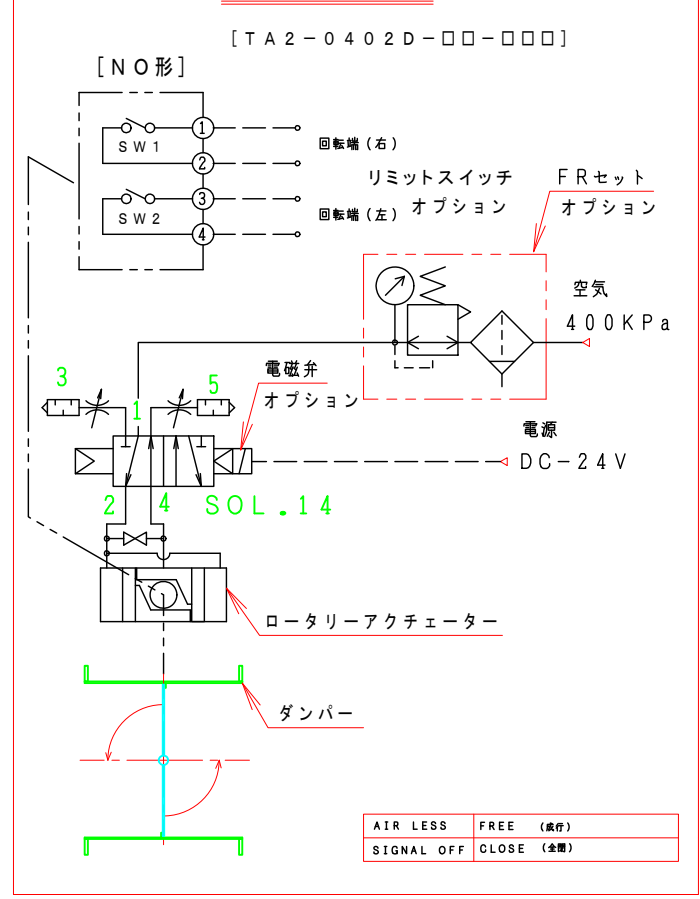 [TA2-0402D-□□-□□□]
[NO形]
1
SW1
2
回転端(右)
3
SW2
4
回転端(左)
リミットスイッチ
オプション
FRセット
オプション
空気
400KPa
電磁弁
オプション
3
1
5
電源
DC-24V
2
4
SOL.14
ロータリーアクチェーター
ダンパー
AIR LESS FREE (成行)
SIGNAL OFF CLOSE (全閉)